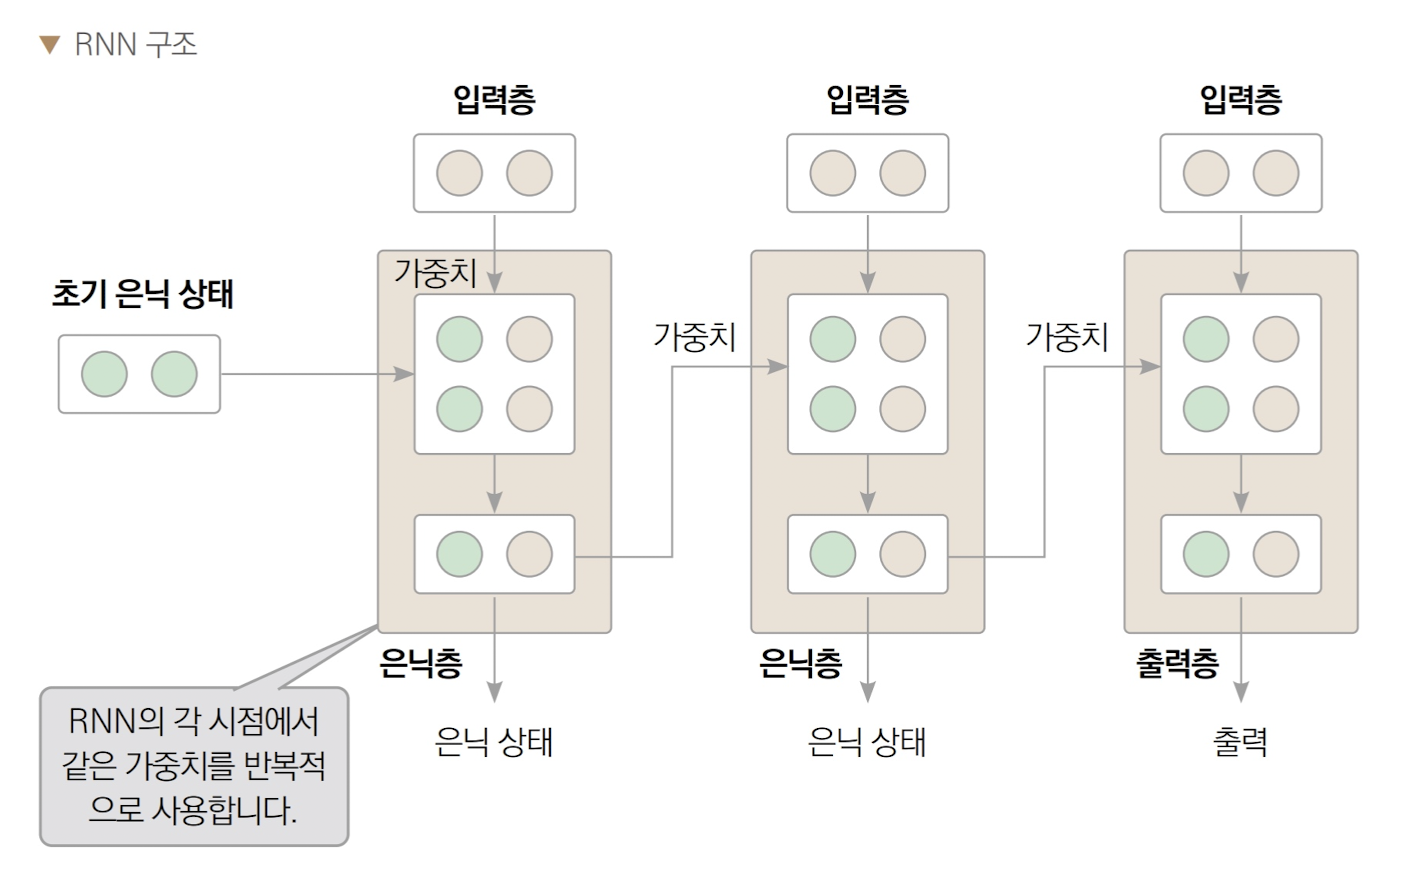 ▼ RNN 구조
입력층
입력층
입력층
초기 은닉 상태
가중치
가중치
가중치
은닉층
은닉층
출력층
은닉 상태
은닉 상태
출력
RNN의 각 시점에서
같은 가중치를 반복적
으로 사용합니다.